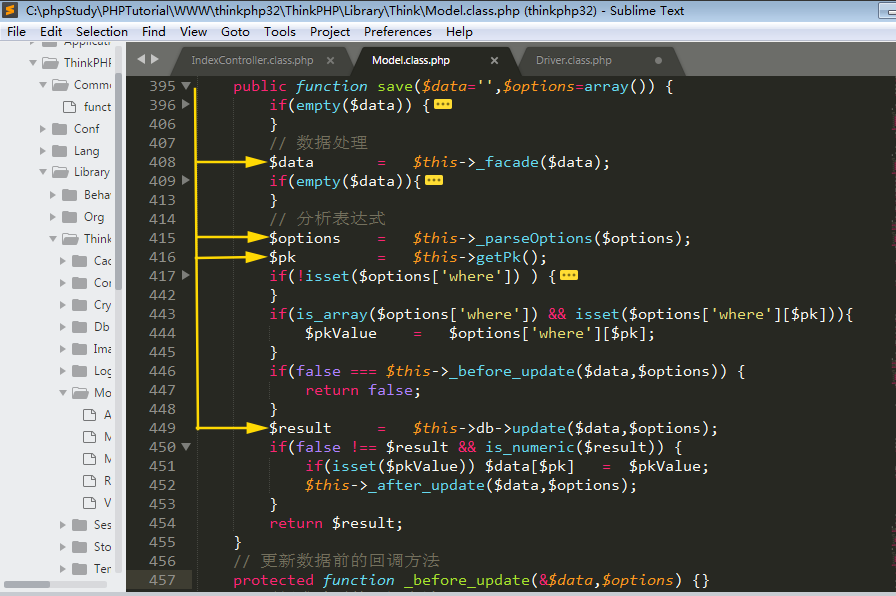 C:\phpStudy\PHPTutorial\WWW\thinkphp32\ThinkPHP\Library\Think\Model.class.php (thinkphp32) - Sublime Text
File Edit Selection Find View Goto Tools Project Preferences Help
IndexController.class.php Model.class.php Driver.class.php
Applicati
ThinkPHP
Comm
funct
Conf
Lang
Library
Beha
Org
Think
Cac
Cor
Cry
Db
Ima
Log
Mo
A
M
M
R
V
Ses
Sto
Ter
395 public function save($data='',$options=array()) {
396 if(empty($data)) {
406 }
407 // 数据处理
408 $data = $this->_facade($data);
409 if(empty($data)){
413 }
414 // 分析表达式
415 $options = $this->_parseOptions($options);
416 $pk = $this->getPk();
417 if(!isset($options['where']) ) {
442 }
443 if(is_array($options['where']) && isset($options['where'][$pk])){
444 $pkValue = $options['where'][$pk];
445 }
446 if(false === $this->_before_update($data,$options)) {
447 return false;
448 }
449 $result = $this->db->update($data,$options);
450 if(false !== $result && is_numeric($result)) {
451 if(isset($pkValue)) $data[$pk] = $pkValue;
452 $this->_after_update($data,$options);
453 }
454 return $result;
455 }
456 // 更新数据前的回调方法
457 protected function _before_update(&$data,$options) {}